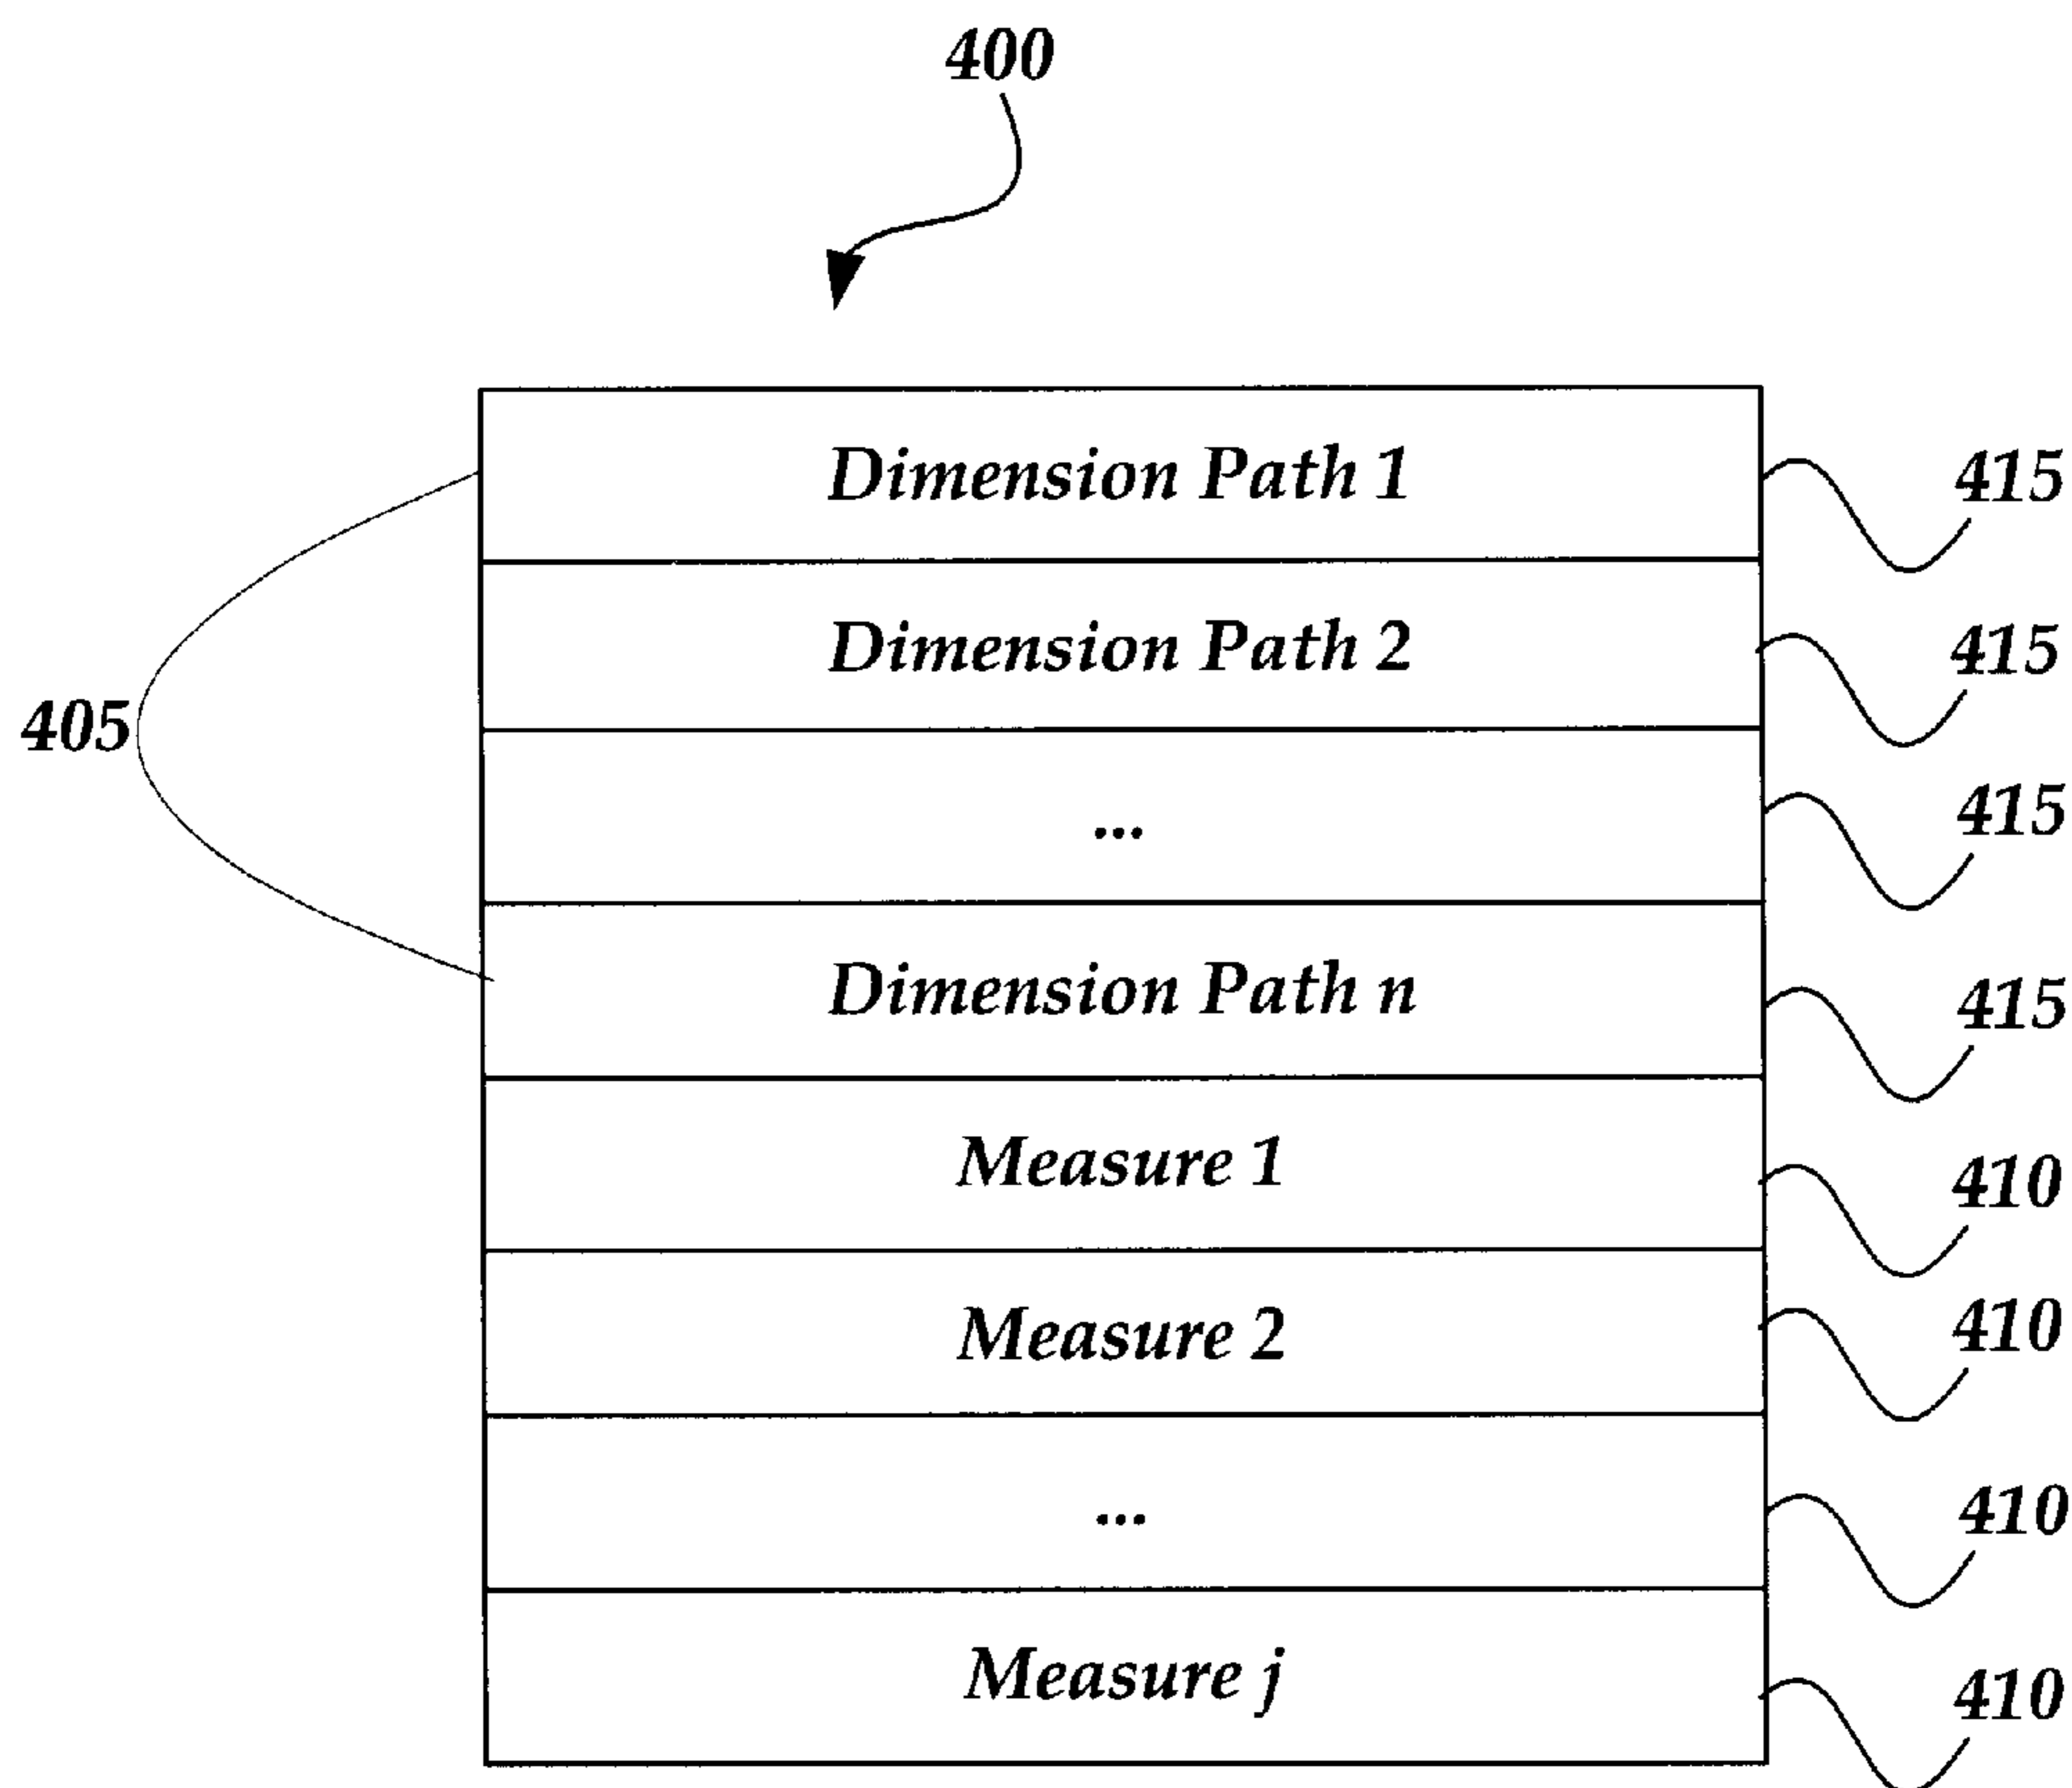 400
Dimension Path 1
415
Dimension Path 2
415
405
...
415
Dimension Path n
415
Measure 1
410
Measure 2
410
...
410
Measure j
410